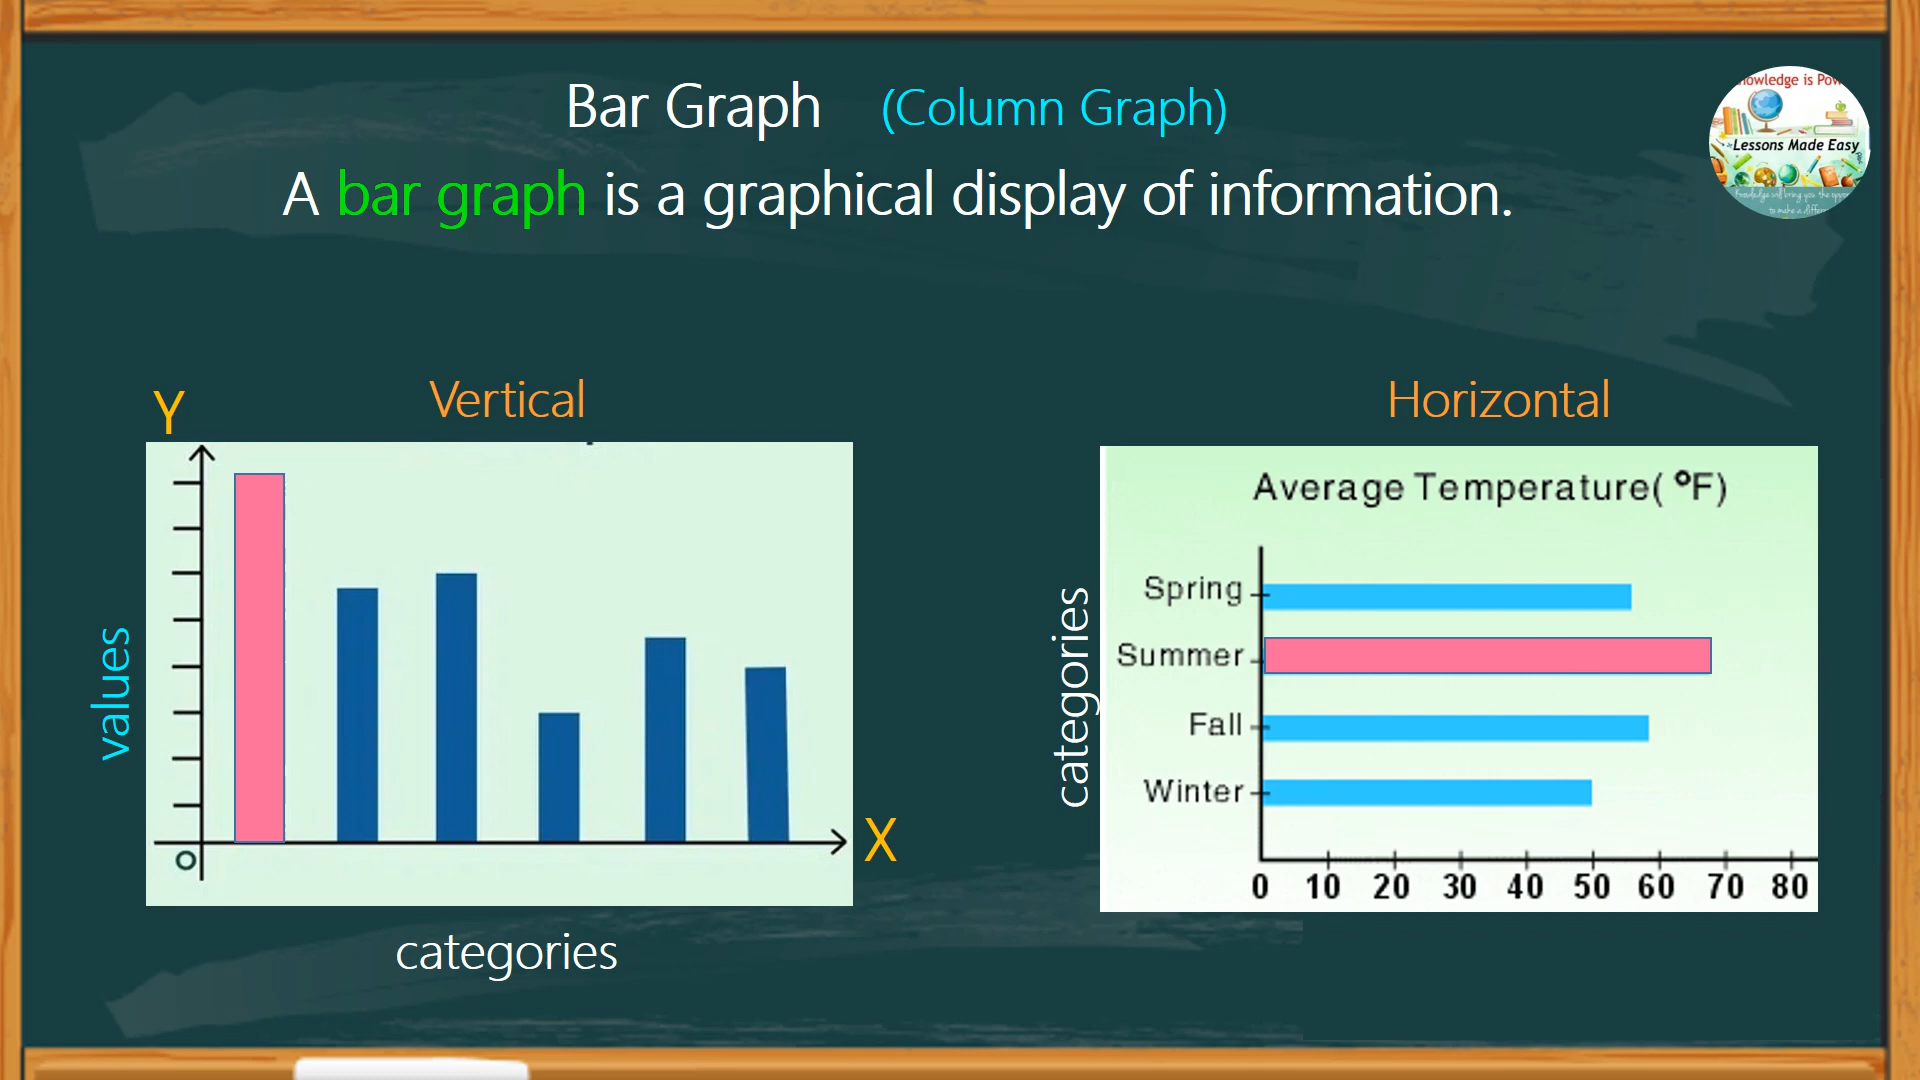 Bar Graph (Column Graph)
A bar graph is a graphical display of information.
Lessons Made Easy
Vertical
Y
values
O
X
categories
Horizontal
categories
Average Temperature( °F)
Spring
Summer
Fall
Winter
0 10 20 30 40 50 60 70 80